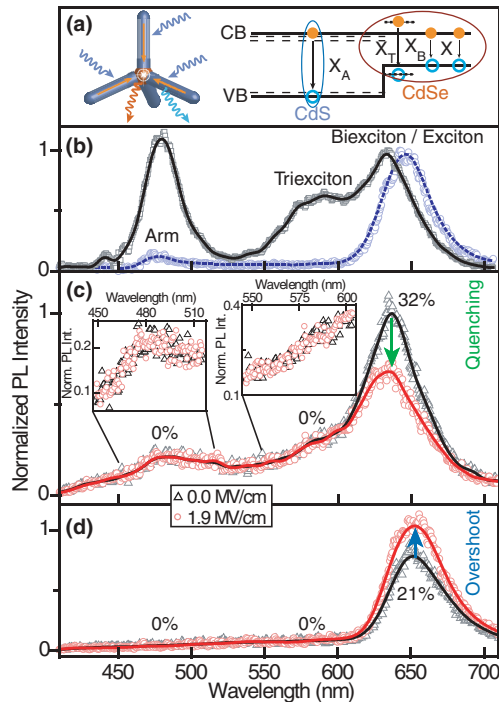 (a)
CB
VB
X_A
CdS
X_T X_B X
CdSe
(b)
Biexciton / Exciton
Triexciton
Arm
1
0
(c)
Wavelength (nm)
450 480 510
Norm. PL Int.
0.2
0.1
Wavelength (nm)
550 575 600
Norm. PL Int.
0.4
0.1
32%
Quenching
0%
0%
1
0
Normalized PL Intensity
0.0 MV/cm
1.9 MV/cm
(d)
Overshoot
21%
0%
0%
1
0
450 500 550 600 650 700
Wavelength (nm)